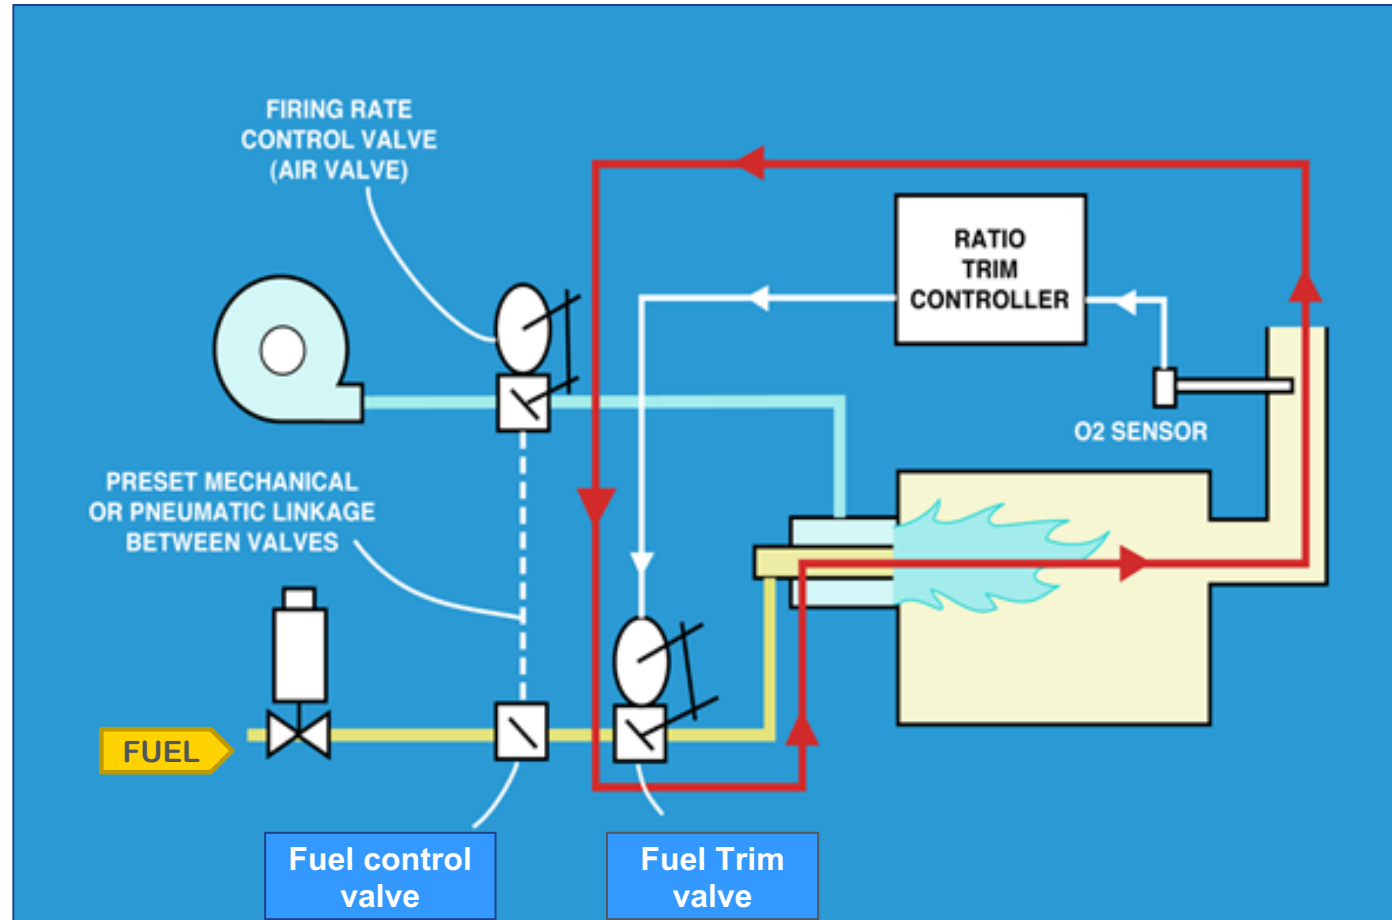 FIRING RATE
CONTROL VALVE
(AIR VALVE)
RATIO
TRIM
CONTROLLER
O2 SENSOR
PRESET MECHANICAL
OR PNEUMATIC LINKAGE
BETWEEN VALVES
FUEL
Fuel control
valve
Fuel Trim
valve